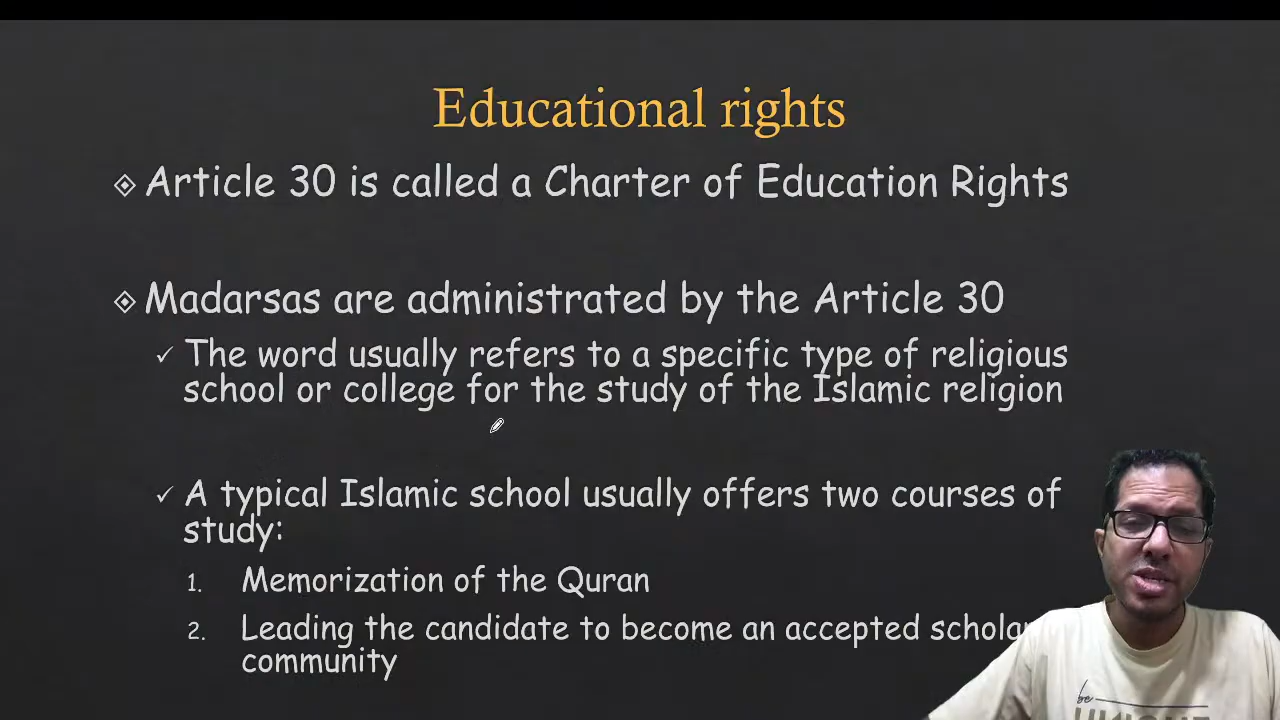 Educational rights
Article 30 is called a Charter of Education Rights
Madarsas are administrated by the Article 30
The word usually refers to a specific type of religious
school or college for the study of the Islamic religion
A typical Islamic school usually offers two courses of
study:
1. Memorization of the Quran
2. Leading the candidate to become an accepted
community
be